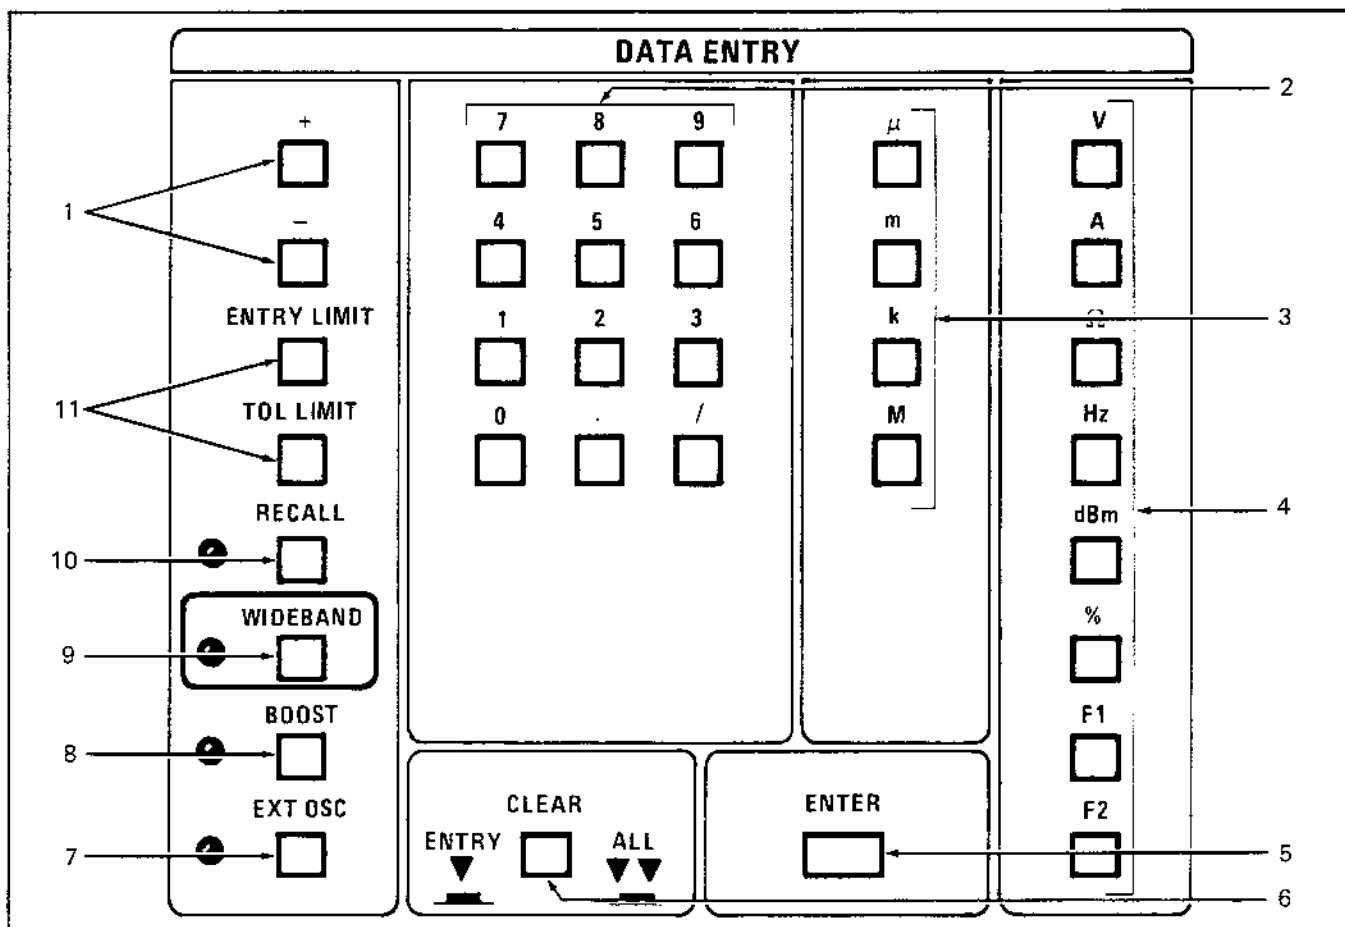 DATA ENTRY
+
−
ENTRY LIMIT
TOL LIMIT
RECALL
WIDEBAND
BOOST
EXT OSC
7 8 9
4 5 6
1 2 3
0 . /
μ
m
k
M
V
A
Ω
Hz
dBm
%
F1
F2
CLEAR
ENTRY ALL
ENTER
1
11
10
9
8
7
2
3
4
5
6